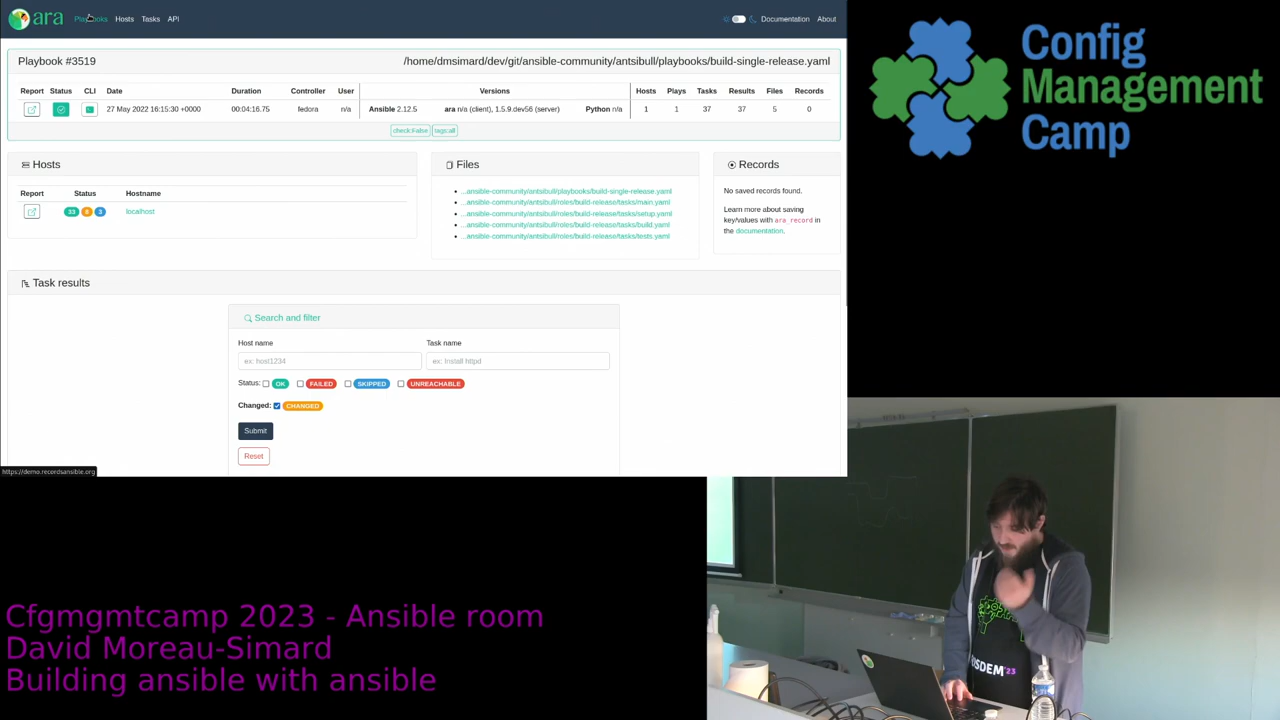 ara Playbooks Hosts Tasks API Documentation About
Playbook #3519 /home/dmsimard/dev/git/ansible-community/antsibull/playbooks/build-single-release.yaml
Report Status CLI Date Duration Controller User Versions Hosts Plays Tasks Results Files Records
27 May 2022 16:15:30 +0000 00:04:16.75 fedora n/a Ansible 2.12.5 ara n/a (client), 1.5.9.dev56 (server) Python n/a 1 1 37 37 5 0
check:False tags:all
Hosts
Report Status Hostname
33 8 3 localhost
Files
...ansible-community/antsibull/playbooks/build-single-release.yaml
...ansible-community/antsibull/roles/build-release/tasks/main.yaml
...ansible-community/antsibull/roles/build-release/tasks/setup.yaml
...ansible-community/antsibull/roles/build-release/tasks/build.yaml
...ansible-community/antsibull/roles/build-release/tasks/tests.yaml
Records
No saved records found.
Learn more about saving
key/values with ara_record in
the documentation.
Task results
Search and filter
Host name Task name
ex: host1234 ex: Install httpd
Status: OK FAILED SKIPPED UNREACHABLE
Changed: CHANGED
Submit
Reset
https://demo.recordsansible.org
Config
Management
Camp
OSDEM'23
Cfgmgmtcamp 2023 - Ansible room
David Moreau-Simard
Building ansible with ansible